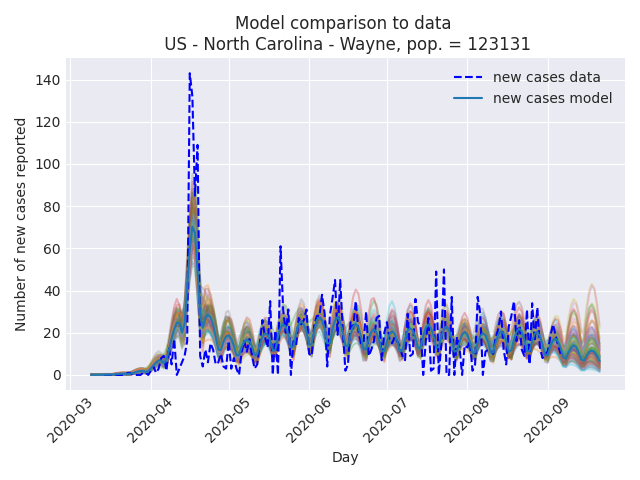 Model comparison to data
US - North Carolina - Wayne, pop. = 123131
new cases data
new cases model
Number of new cases reported
140
120
100
80
60
40
20
0
2020-03
2020-04
2020-05
2020-06
2020-07
2020-08
2020-09
Day